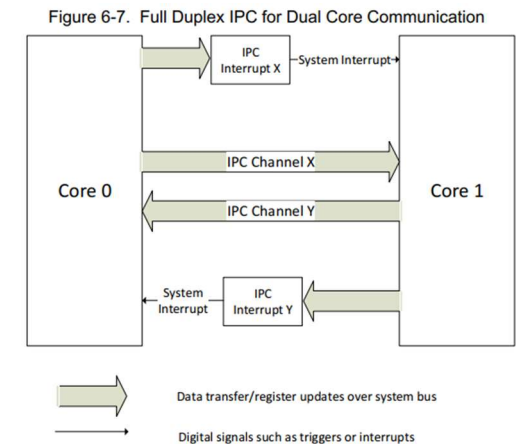 Figure 6-7. Full Duplex IPC for Dual Core Communication
IPC
Interrupt X
System Interrupt
IPC Channel X
Core 0
Core 1
IPC Channel Y
System
Interrupt
IPC
Interrupt Y
Data transfer/register updates over system bus
Digital signals such as triggers or interrupts